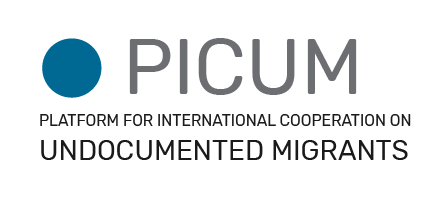 PICUM
PLATFORM FOR INTERNATIONAL COOPERATION ON
UNDOCUMENTED MIGRANTS